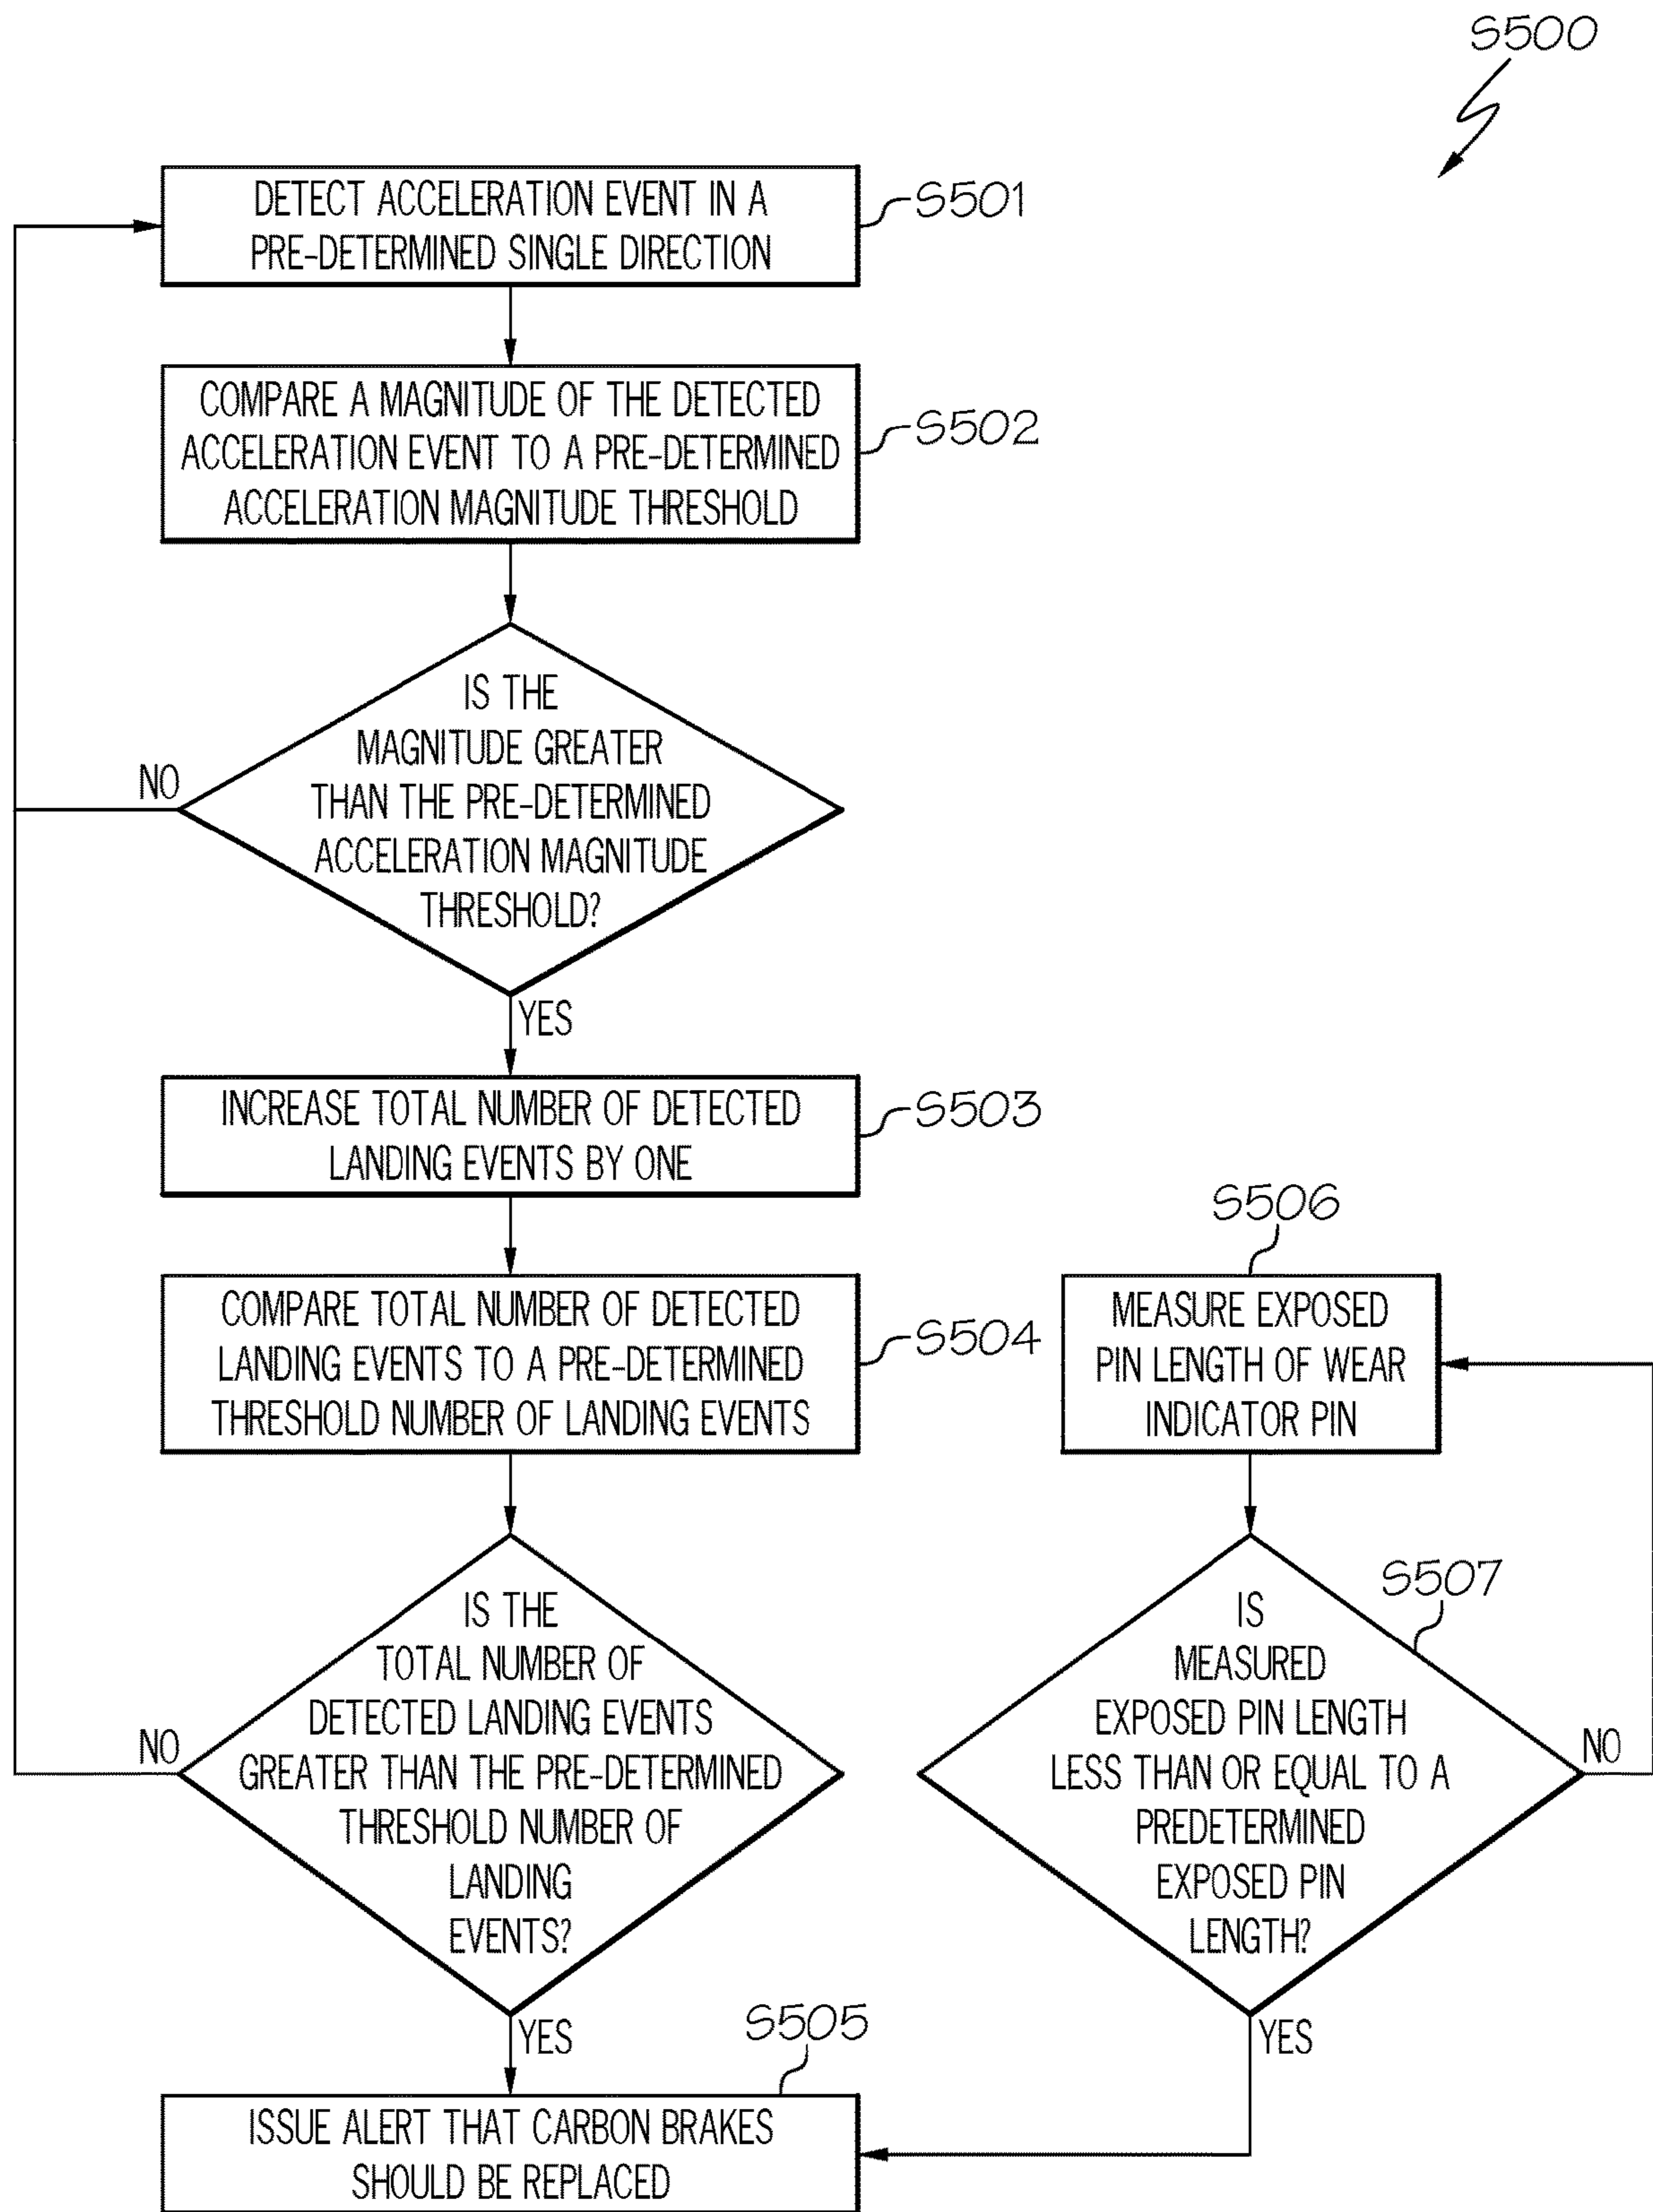 S500
DETECT ACCELERATION EVENT IN A
PRE-DETERMINED SINGLE DIRECTION
S501
COMPARE A MAGNITUDE OF THE DETECTED
ACCELERATION EVENT TO A PRE-DETERMINED
ACCELERATION MAGNITUDE THRESHOLD
S502
IS THE
MAGNITUDE GREATER
THAN THE PRE-DETERMINED
ACCELERATION MAGNITUDE
THRESHOLD?
NO
YES
INCREASE TOTAL NUMBER OF DETECTED
LANDING EVENTS BY ONE
S503
COMPARE TOTAL NUMBER OF DETECTED
LANDING EVENTS TO A PRE-DETERMINED
THRESHOLD NUMBER OF LANDING EVENTS
S504
IS THE
TOTAL NUMBER OF
DETECTED LANDING EVENTS
GREATER THAN THE PRE-DETERMINED
THRESHOLD NUMBER OF
LANDING
EVENTS?
NO
YES
S505
ISSUE ALERT THAT CARBON BRAKES
SHOULD BE REPLACED
S506
MEASURE EXPOSED
PIN LENGTH OF WEAR
INDICATOR PIN
S507
IS
MEASURED
EXPOSED PIN LENGTH
LESS THAN OR EQUAL TO A
PREDETERMINED
EXPOSED PIN
LENGTH?
NO
YES